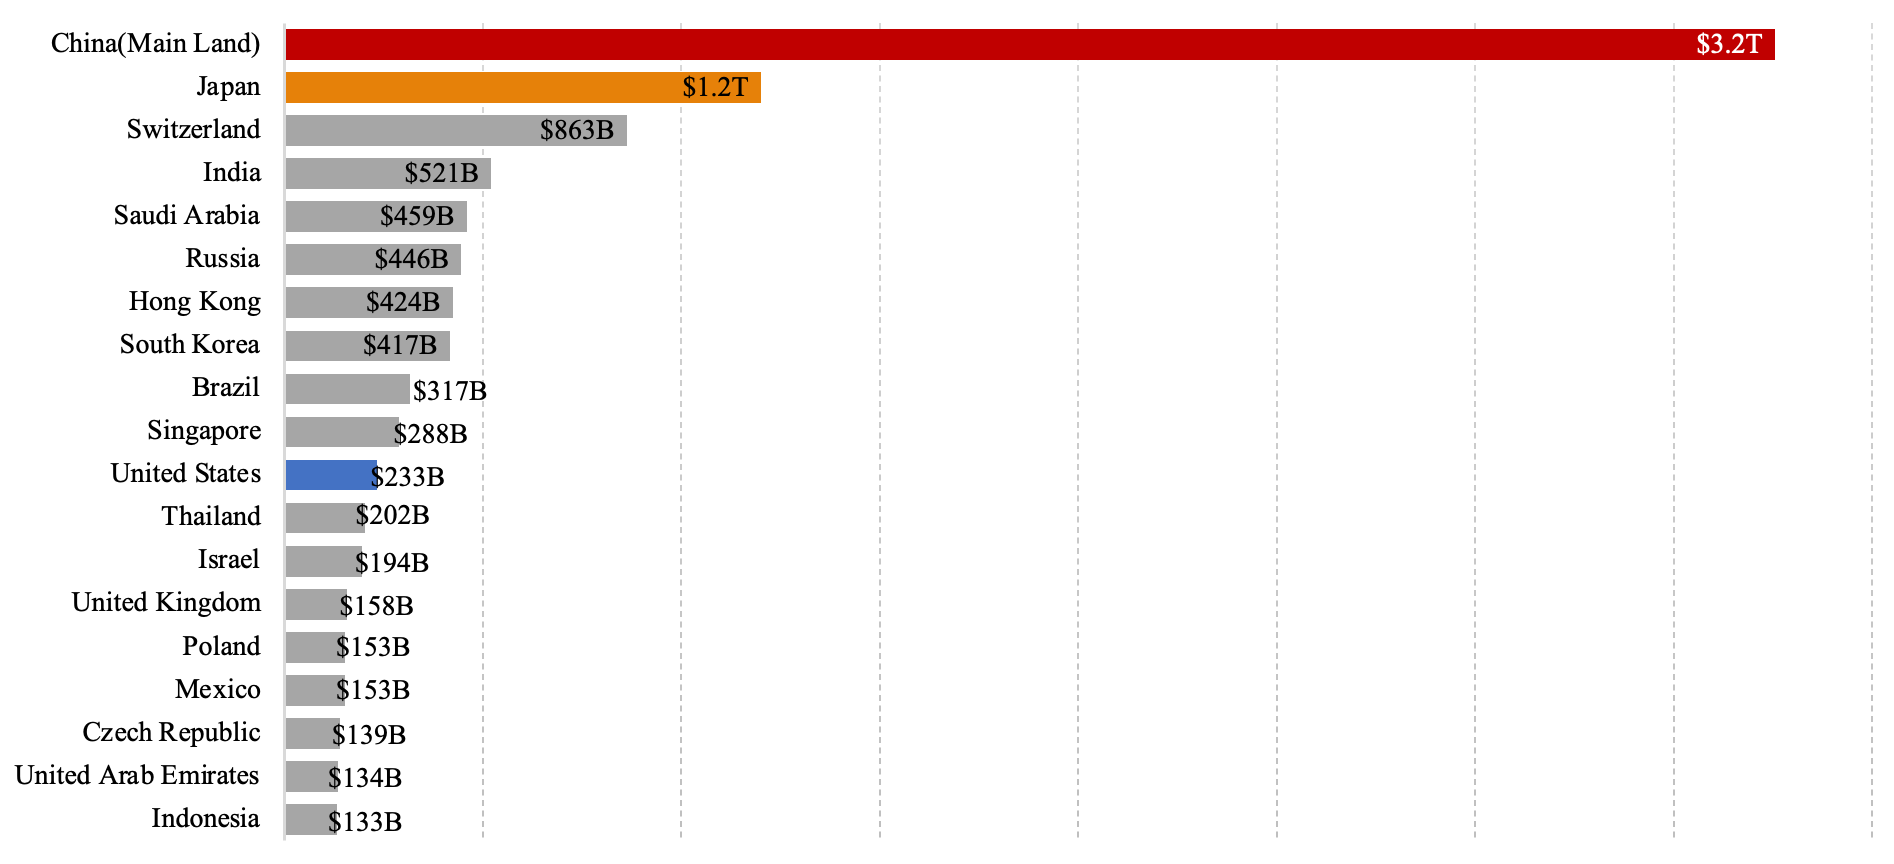 China(Main Land) $3.2T
Japan $1.2T
Switzerland $863B
India $521B
Saudi Arabia $459B
Russia $446B
Hong Kong $424B
South Korea $417B
Brazil $317B
Singapore $288B
United States $233B
Thailand $202B
Israel $194B
United Kingdom $158B
Poland $153B
Mexico $153B
Czech Republic $139B
United Arab Emirates $134B
Indonesia $133B